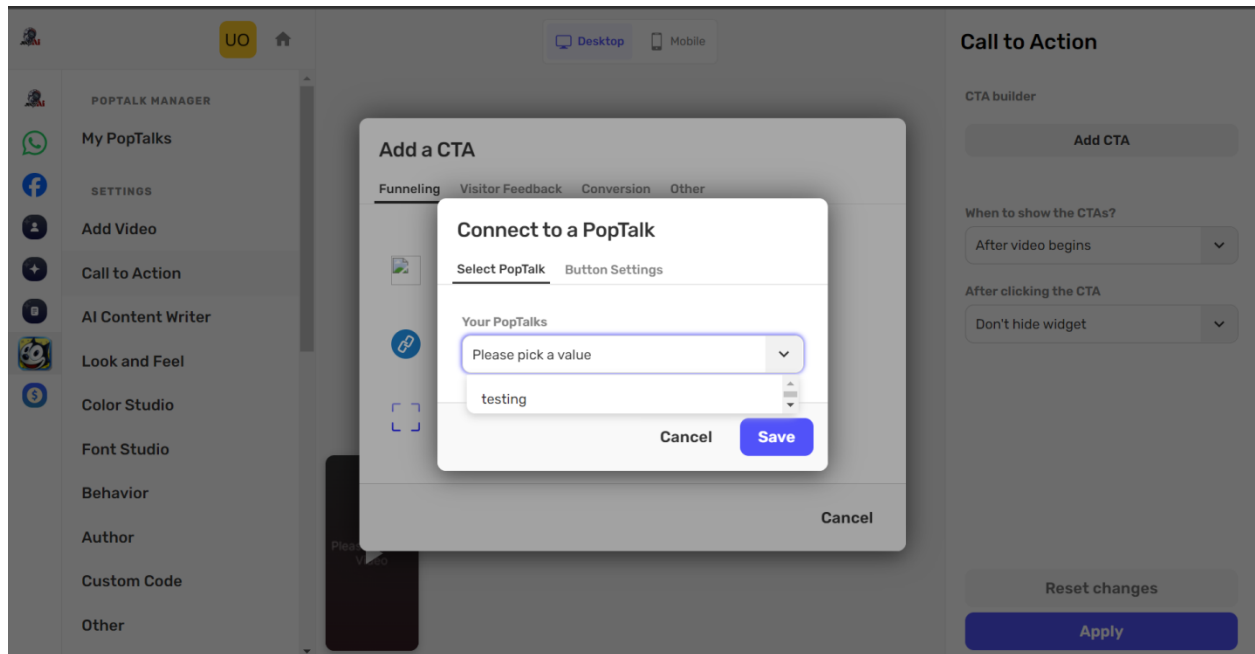 UO
Desktop
Mobile
Call to Action
POPTALK MANAGER
My PopTalks
SETTINGS
Add Video
Call to Action
AI Content Writer
Look and Feel
Color Studio
Font Studio
Behavior
Author
Custom Code
Other
Add a CTA
Funneling Visitor Feedback Conversion Other
Connect to a PopTalk
Select PopTalk Button Settings
Your PopTalks
Please pick a value
testing
Cancel Save
Cancel
Video
CTA builder
Add CTA
When to show the CTAs?
After video begins
After clicking the CTA
Don't hide widget
Reset changes
Apply